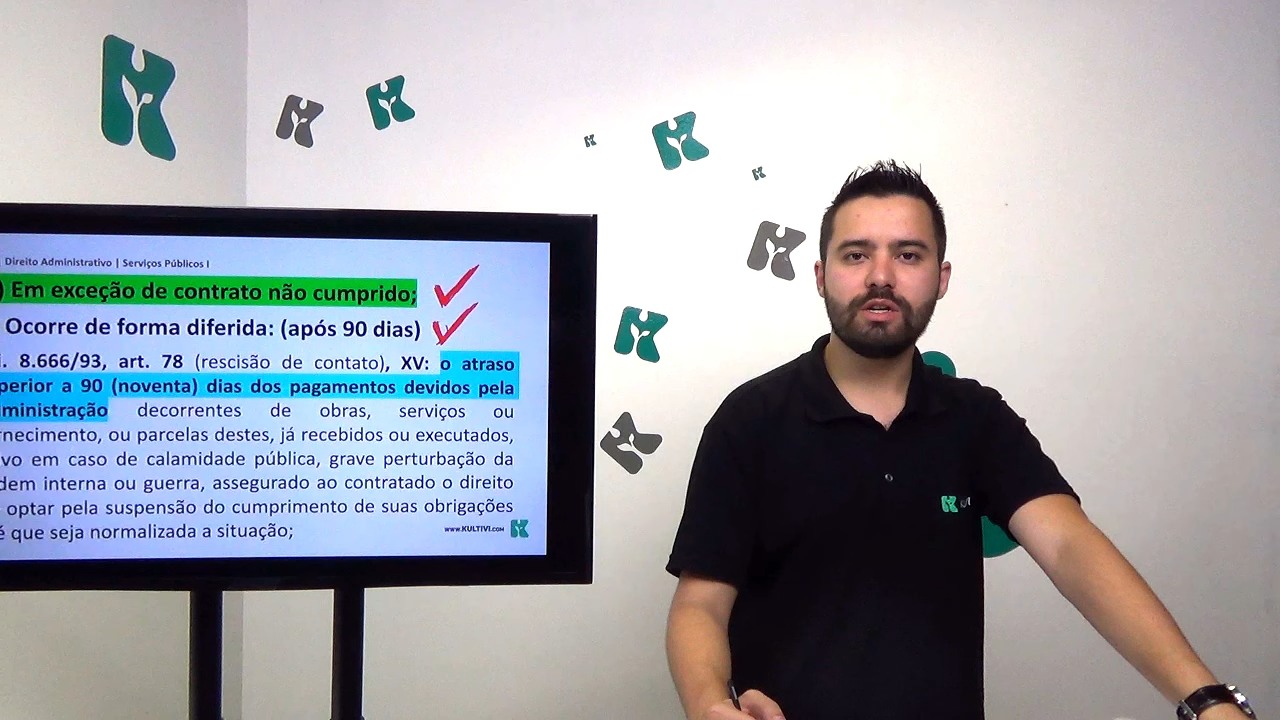 Direito Administrativo | Serviços Públicos I
) Em exceção de contrato não cumprido;
Ocorre de forma diferida: (após 90 dias)
. 8.666/93, art. 78 (rescisão de contato), XV: o atraso
perior a 90 (noventa) dias dos pagamentos devidos pela
ministração decorrentes de obras, serviços ou
necimento, ou parcelas destes, já recebidos ou executados,
vo em caso de calamidade pública, grave perturbação da
dem interna ou guerra, assegurado ao contratado o direito
optar pela suspensão do cumprimento de suas obrigações
é que seja normalizada a situação;
www.KULTIVI.com